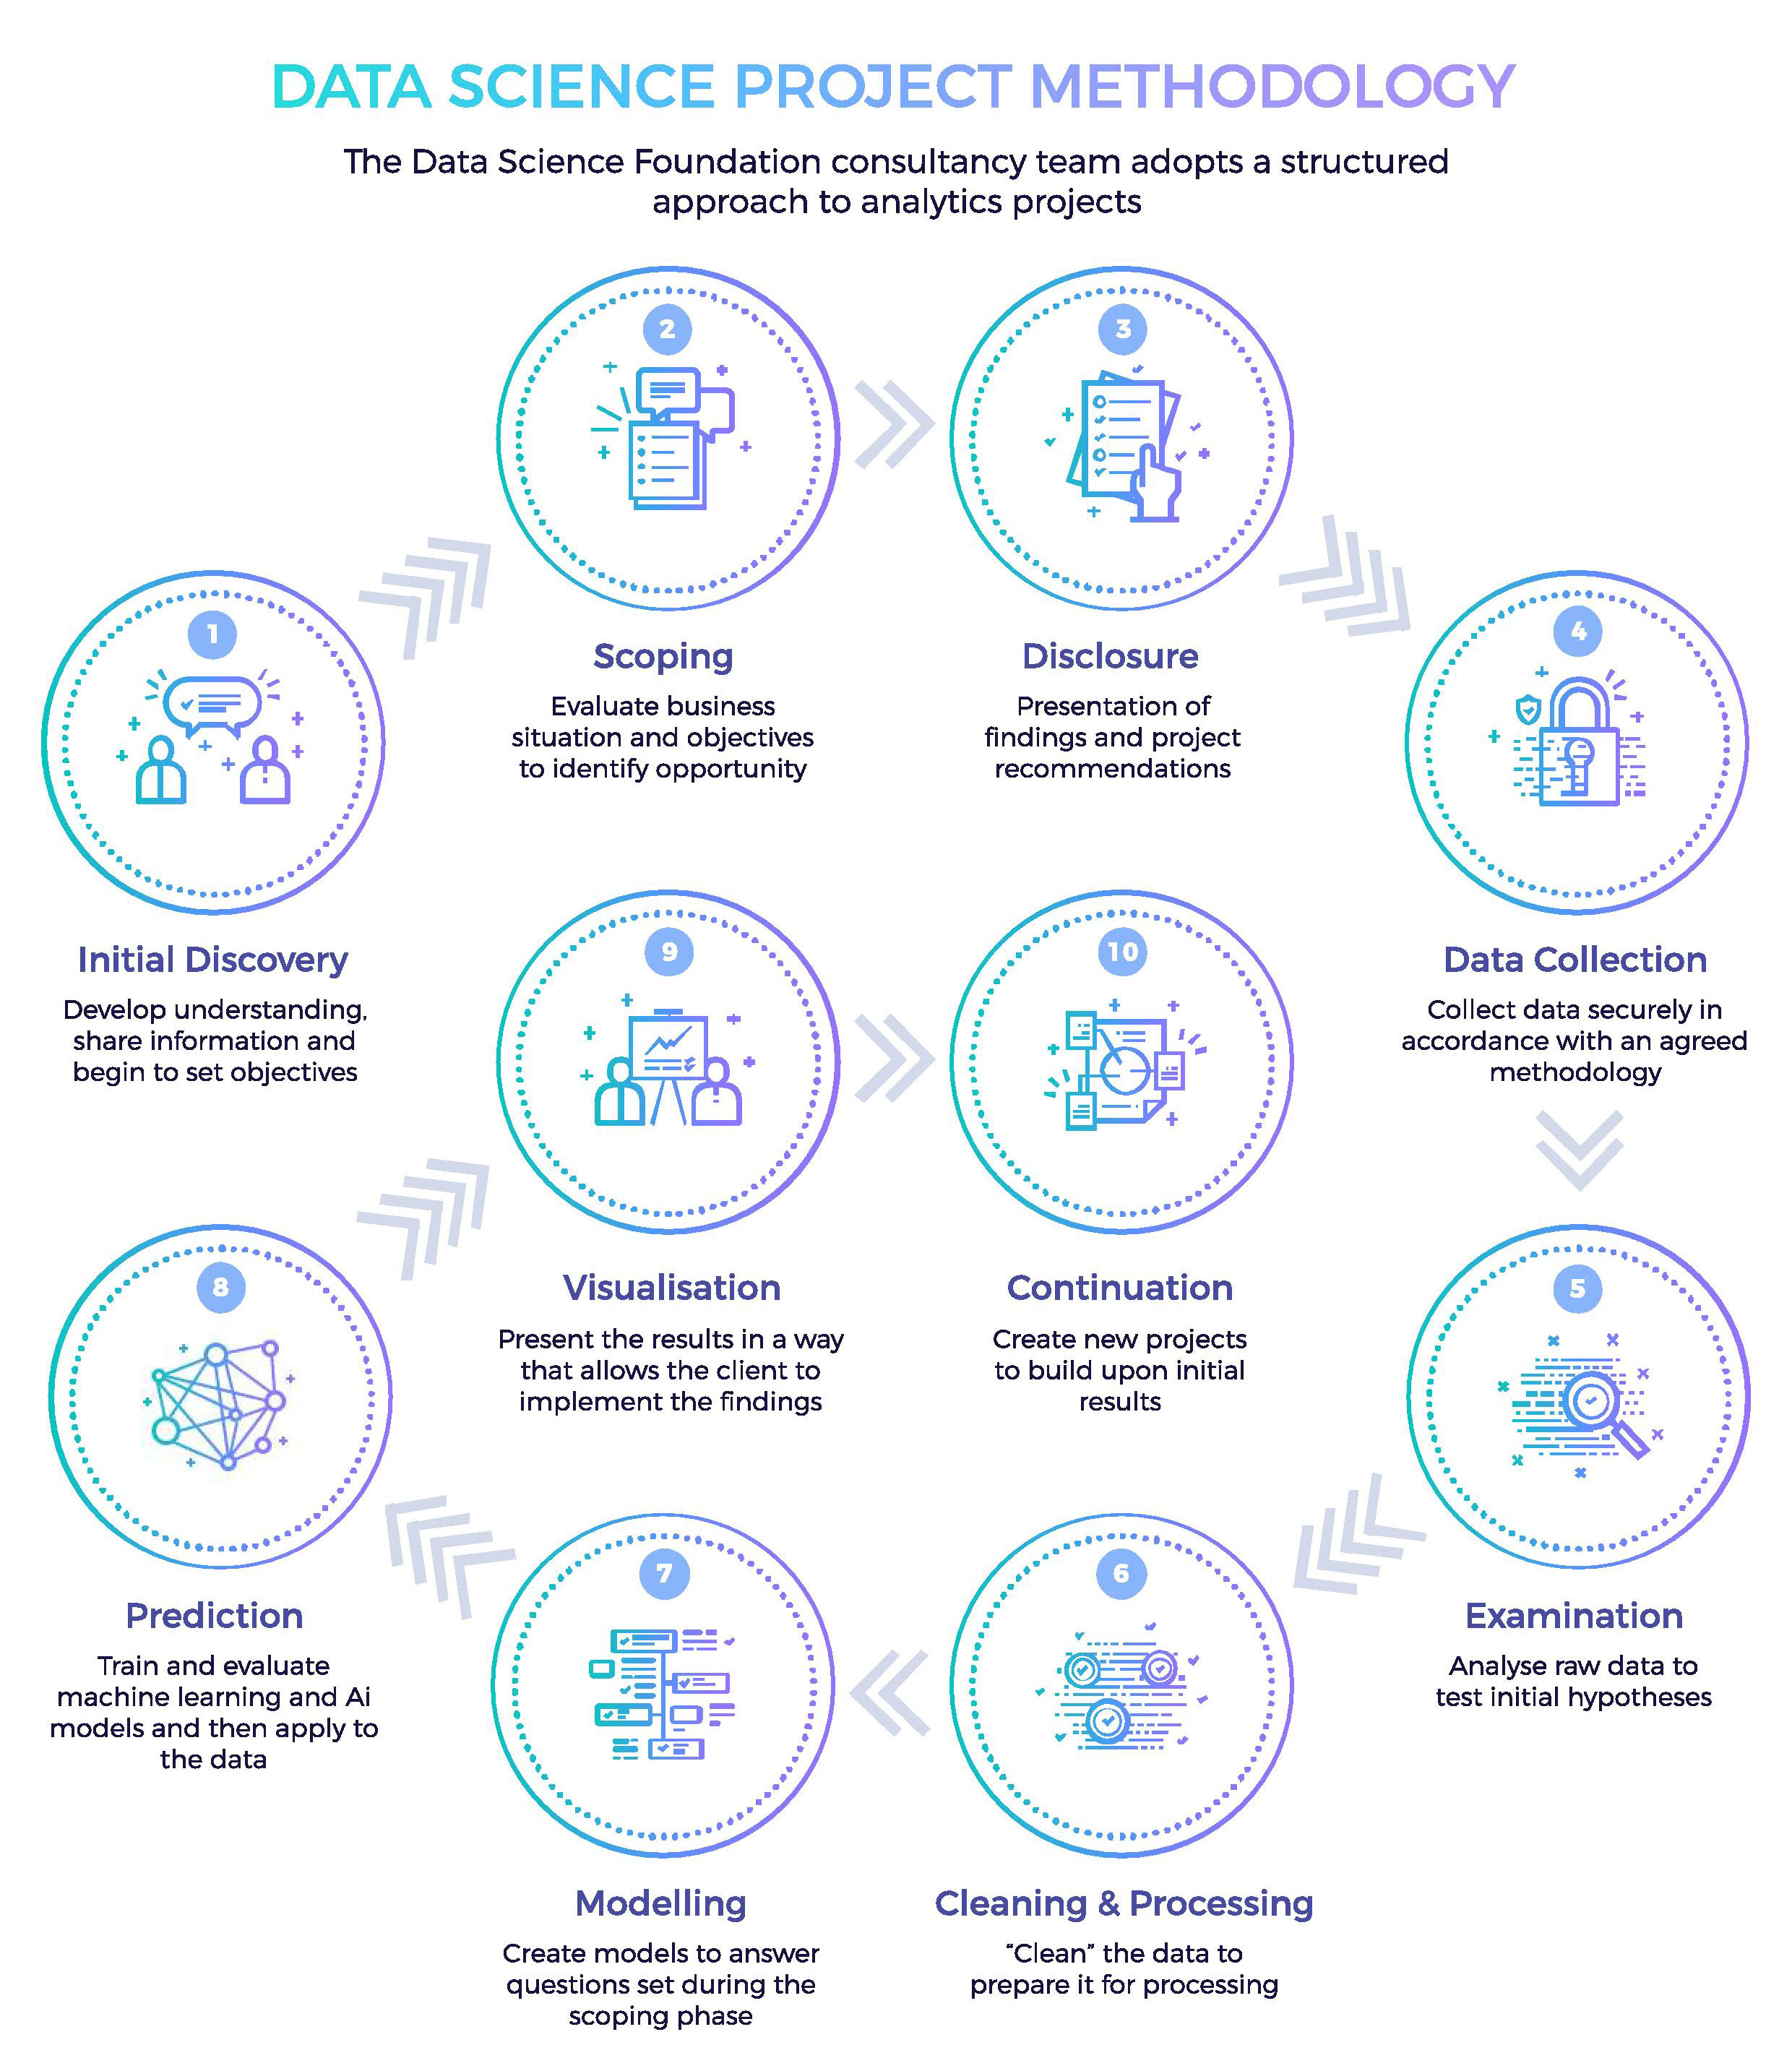 DATA SCIENCE PROJECT METHODOLOGY
The Data Science Foundation consultancy team adopts a structured
approach to analytics projects
1
Initial Discovery
Develop understanding,
share information and
begin to set objectives
2
Scoping
Evaluate business
situation and objectives
to identify opportunity
3
Disclosure
Presentation of
findings and project
recommendations
4
Data Collection
Collect data securely in
accordance with an agreed
methodology
5
Examination
Analyse raw data to
test initial hypotheses
6
Cleaning & Processing
“Clean” the data to
prepare it for processing
7
Modelling
Create models to answer
questions set during the
scoping phase
8
Prediction
Train and evaluate
machine learning and Ai
models and then apply to
the data
9
Visualisation
Present the results in a way
that allows the client to
implement the findings
10
Continuation
Create new projects
to build upon initial
results